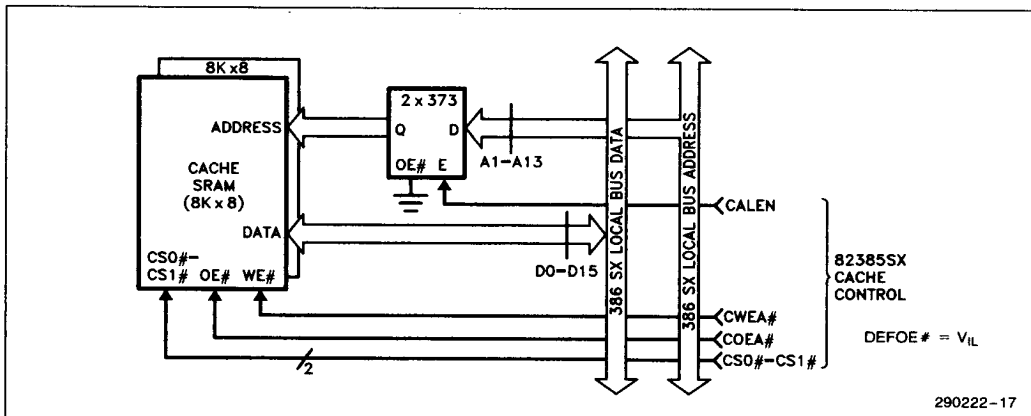 8K x8
2 x 373
ADDRESS
Q
D
CACHE
SRAM
(8K x 8)
OE# E
A1-A13
386 SX LOCAL BUS DATA
386 SX LOCAL BUS ADDRESS
CALEN
DATA
D0-D15
CS0#-
CS1# OE# WE#
82385SX
CACHE
CONTROL
CWEA#
COEA#
DEFOE# = VIL
2
CS0#-CS1#
290222-17